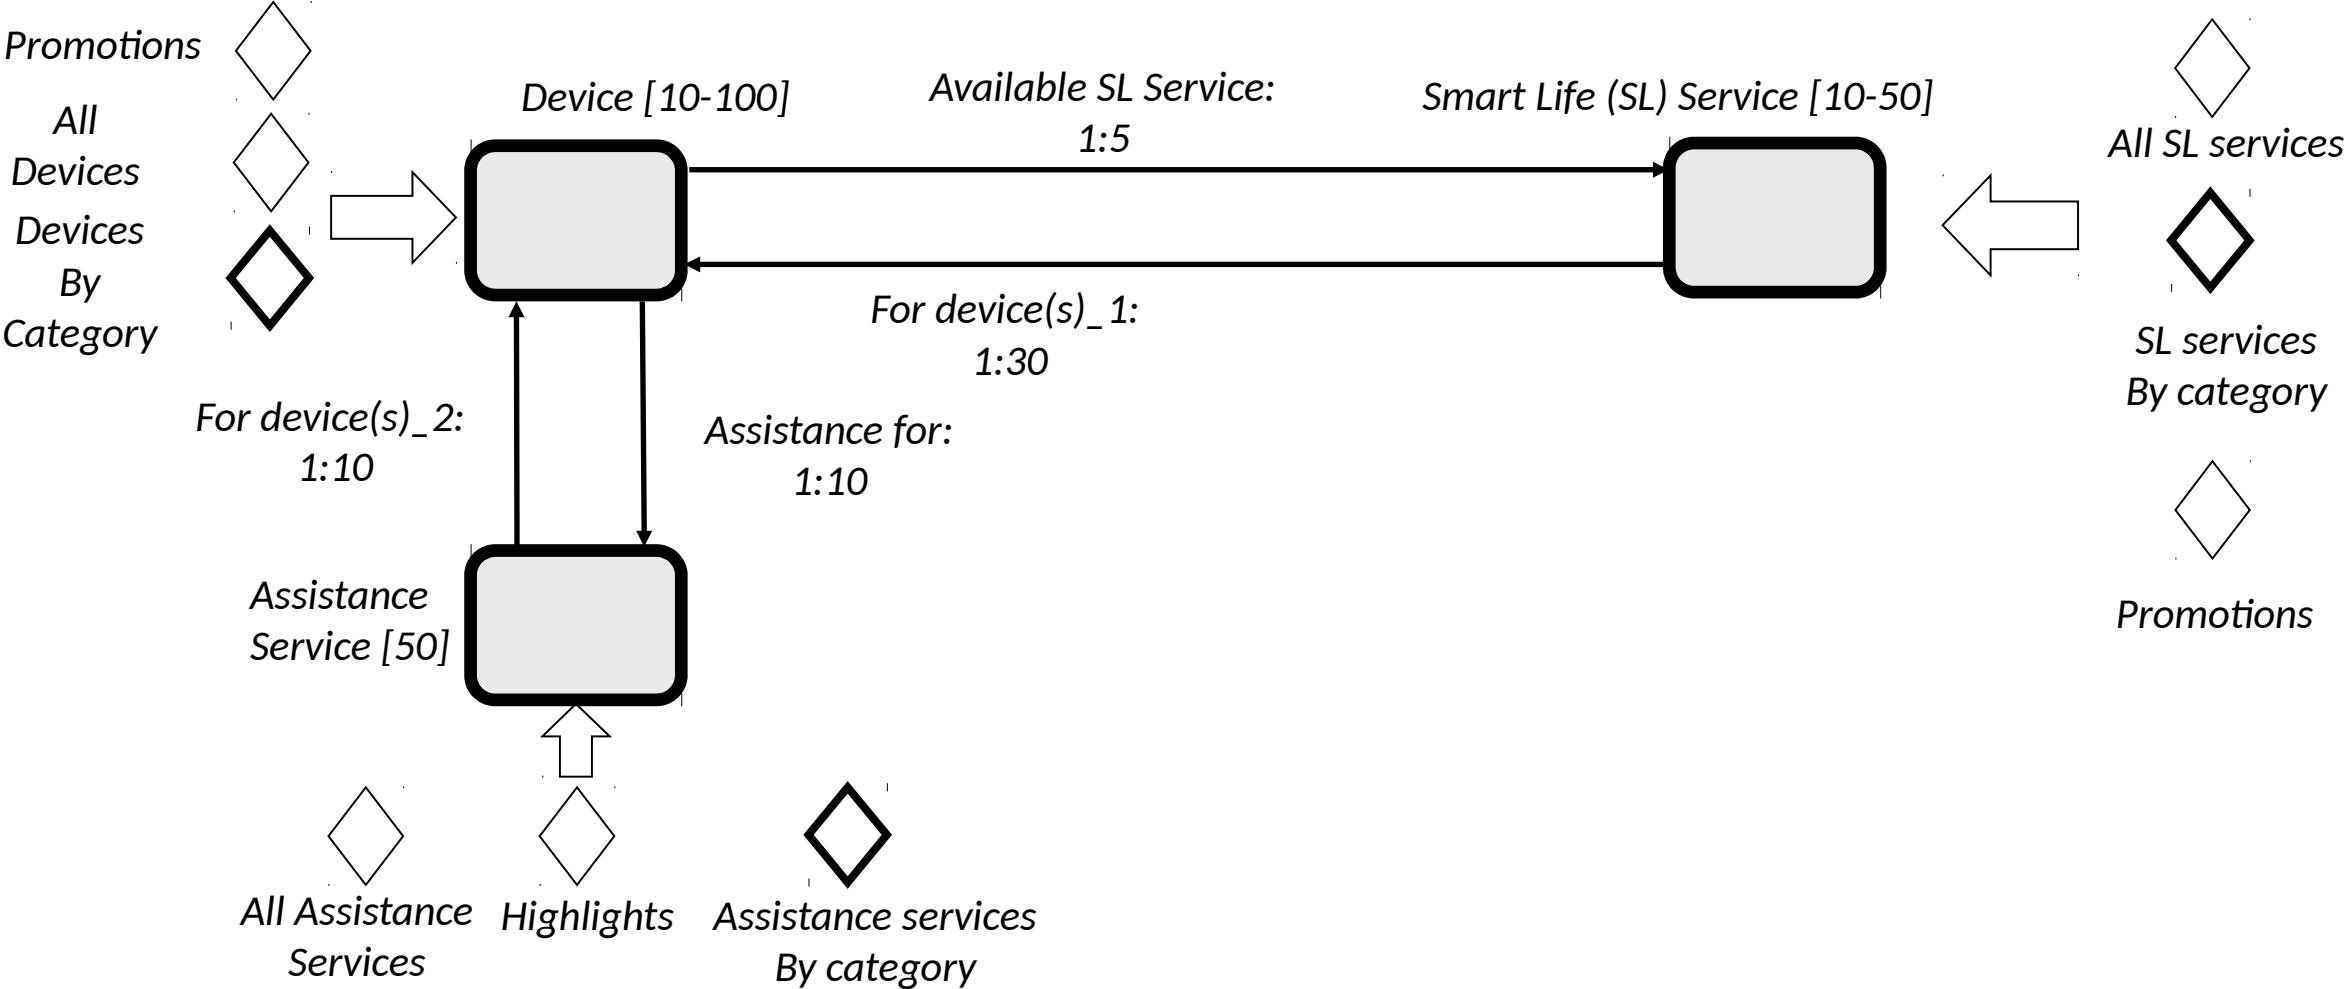 Promotions
All
Devices
Devices
By
Category
Device [10-100]
Available SL Service:
1:5
Smart Life (SL) Service [10-50]
All SL services
SL services
By category
Promotions
For device(s)_1:
1:30
For device(s)_2:
1:10
Assistance for:
1:10
Assistance
Service [50]
All Assistance
Services
Highlights
Assistance services
By category